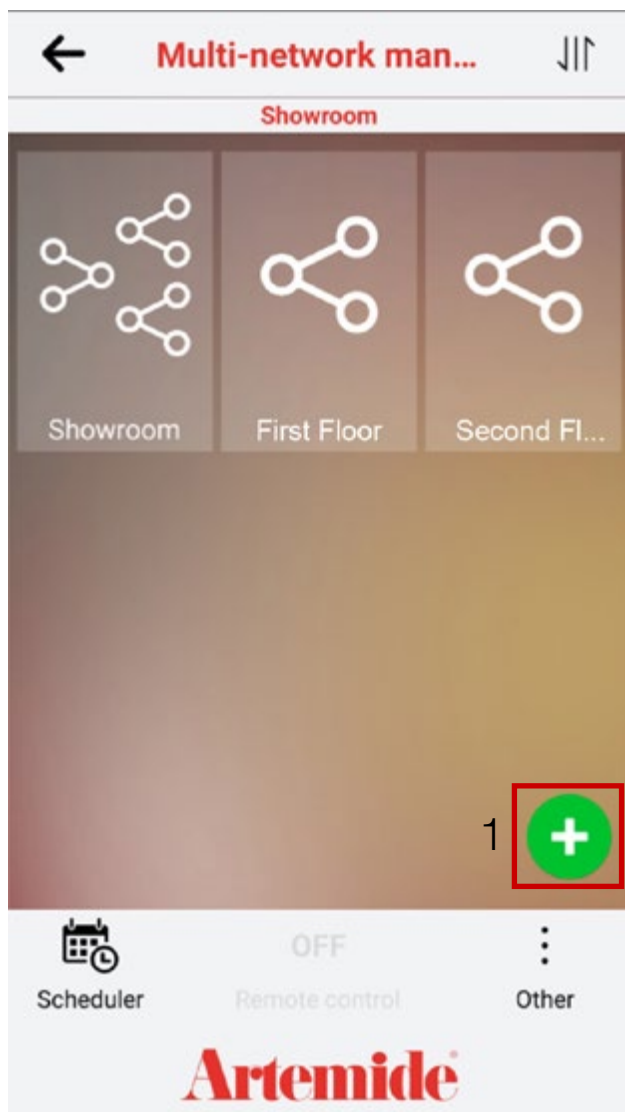 Multi-network man...
Showroom
Showroom
First Floor
Second Fl...
1
OFF
Scheduler
Remote control
Other
Artemide